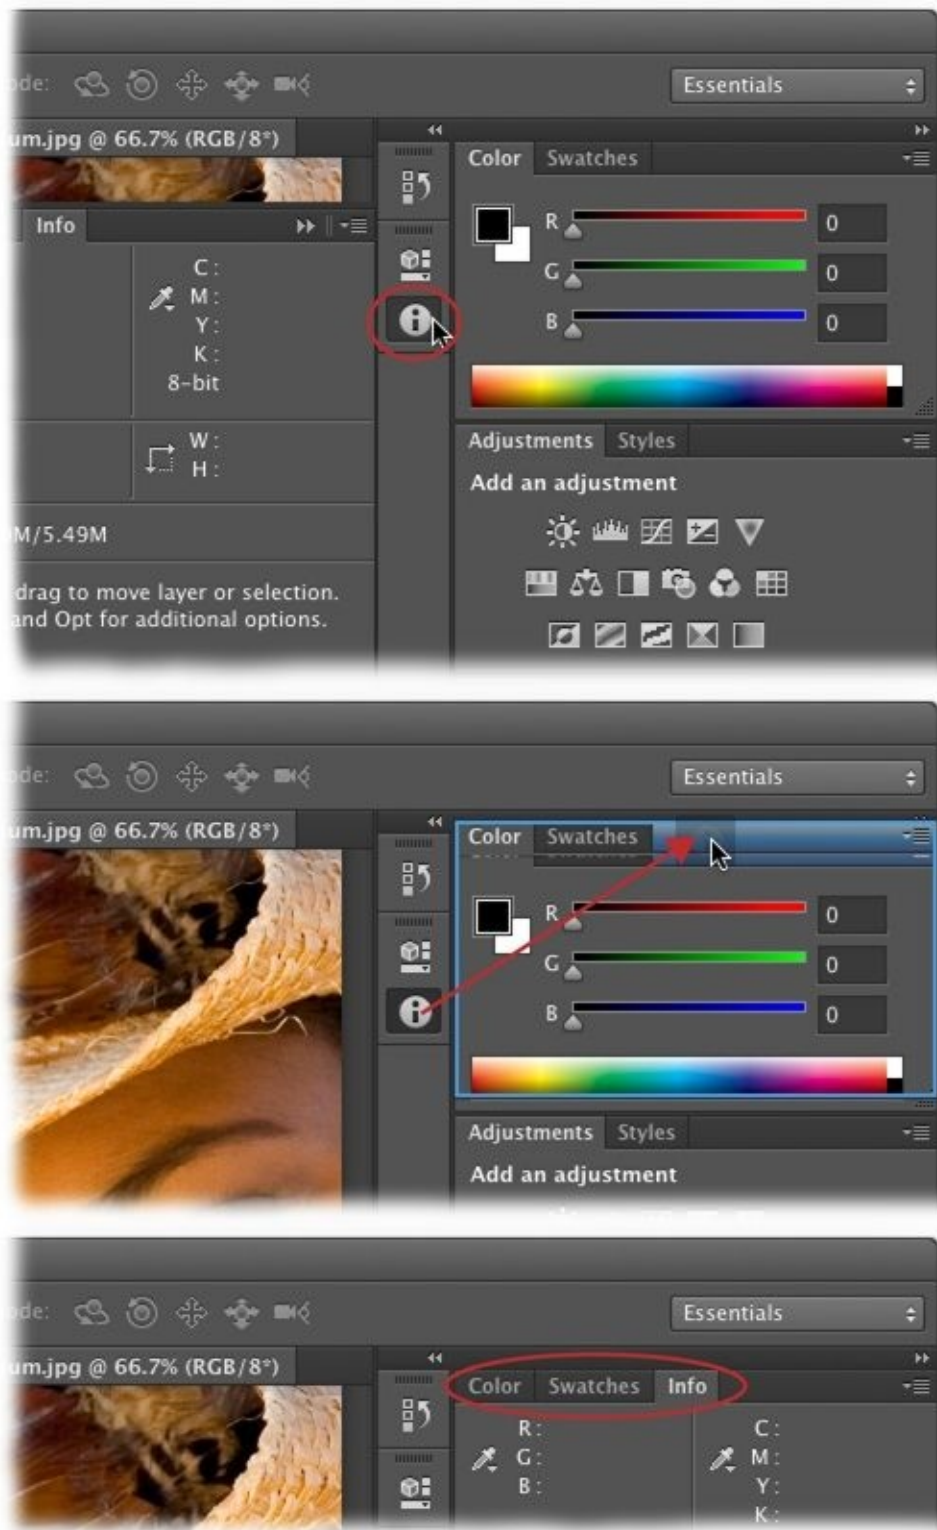 ode:
Essentials
um.jpg @ 66.7% (RGB/8*)
Color Swatches
Info
R 0
G 0
B 0
C :
M :
Y :
K :
8-bit
W :
H :
Adjustments Styles
Add an adjustment
M/5.49M
drag to move layer or selection.
and Opt for additional options.
ode:
Essentials
um.jpg @ 66.7% (RGB/8*)
Color Swatches
R 0
G 0
B 0
Adjustments Styles
Add an adjustment
ode:
Essentials
um.jpg @ 66.7% (RGB/8*)
Color Swatches Info
R :
G :
B :
C :
M :
Y :
K :